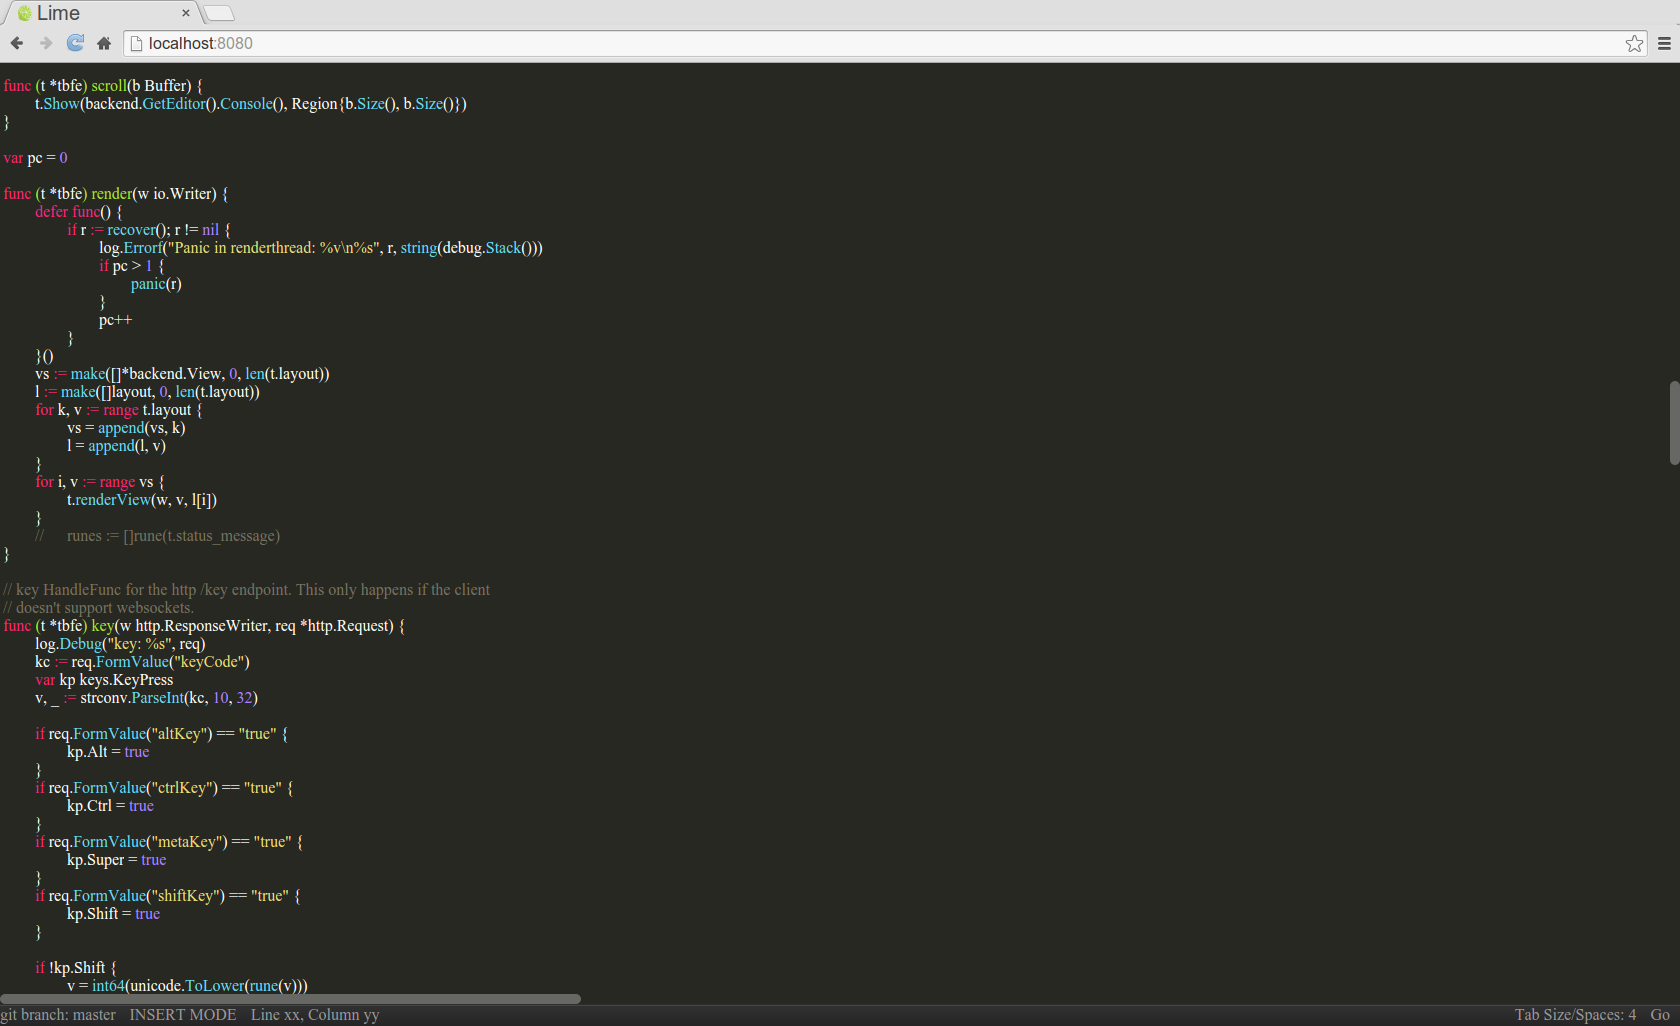 Lime
localhost:8080
func (t *tbfe) scroll(b Buffer) {
	t.Show(backend.GetEditor().Console(), Region{b.Size(), b.Size()})
}
var pc = 0
func (t *tbfe) render(w io.Writer) {
	defer func() {
		if r := recover(); r != nil {
			log.Errorf("Panic in renderthread: %v\n%s", r, string(debug.Stack()))
			if pc > 1 {
				panic(r)
			}
			pc++
		}
	}()
	vs := make([]*backend.View, 0, len(t.layout))
	l := make([]layout, 0, len(t.layout))
	for k, v := range t.layout {
		vs = append(vs, k)
		l = append(l, v)
	}
	for i, v := range vs {
		t.renderView(w, v, l[i])
	}
	//	runes := []rune(t.status_message)
}
// key HandleFunc for the http /key endpoint. This only happens if the client
// doesn't support websockets.
func (t *tbfe) key(w http.ResponseWriter, req *http.Request) {
	log.Debug("key: %s", req)
	kc := req.FormValue("keyCode")
	var kp keys.KeyPress
	v, _ := strconv.ParseInt(kc, 10, 32)
	if req.FormValue("altKey") == "true" {
		kp.Alt = true
	}
	if req.FormValue("ctrlKey") == "true" {
		kp.Ctrl = true
	}
	if req.FormValue("metaKey") == "true" {
		kp.Super = true
	}
	if req.FormValue("shiftKey") == "true" {
		kp.Shift = true
	}
	if !kp.Shift {
		v = int64(unicode.ToLower(rune(v)))
git branch: master INSERT MODE Line xx, Column yy Tab Size/Spaces: 4 Go